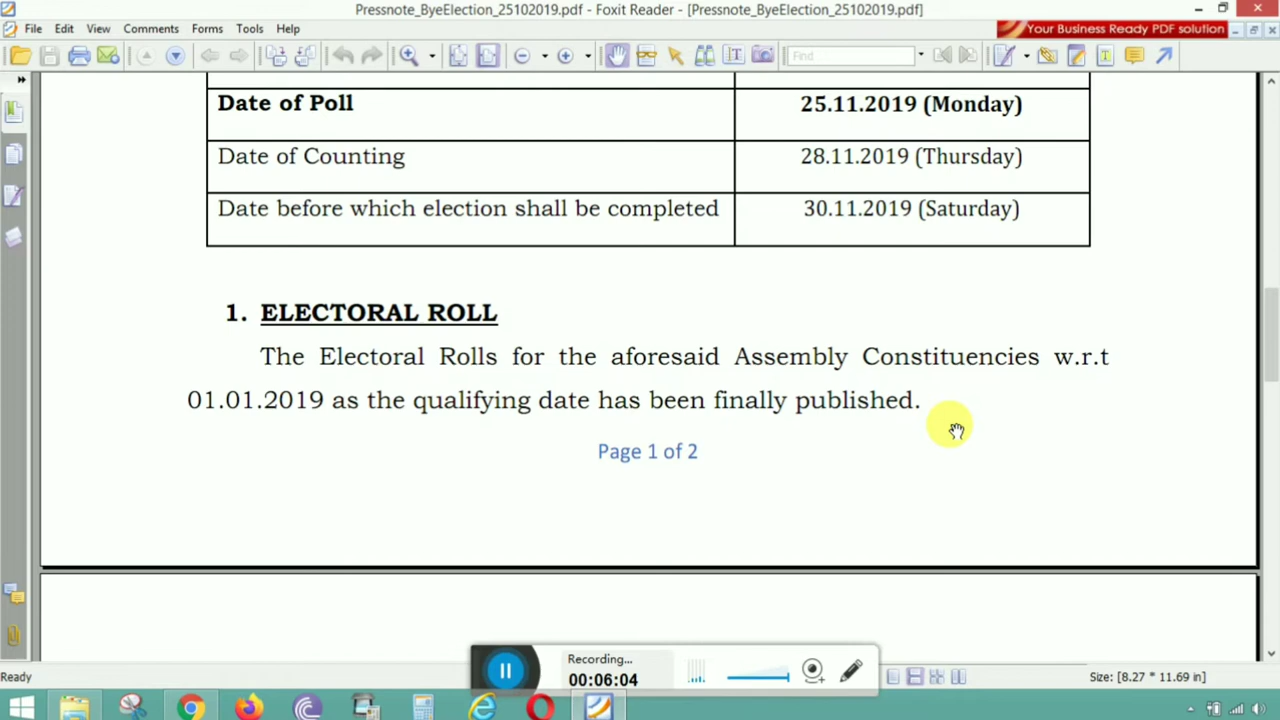 Pressnote_ByeElection_25102019.pdf - Foxit Reader - [Pressnote_ByeElection_25102019.pdf]
File Edit View Comments Forms Tools Help
Your Business Ready PDF solution
Find
Date of Poll 25.11.2019 (Monday)
Date of Counting 28.11.2019 (Thursday)
Date before which election shall be completed 30.11.2019 (Saturday)
1. ELECTORAL ROLL
The Electoral Rolls for the aforesaid Assembly Constituencies w.r.t
01.01.2019 as the qualifying date has been finally published.
Page 1 of 2
Recording...
00:06:04
Ready
Size: [8.27 * 11.69 in]